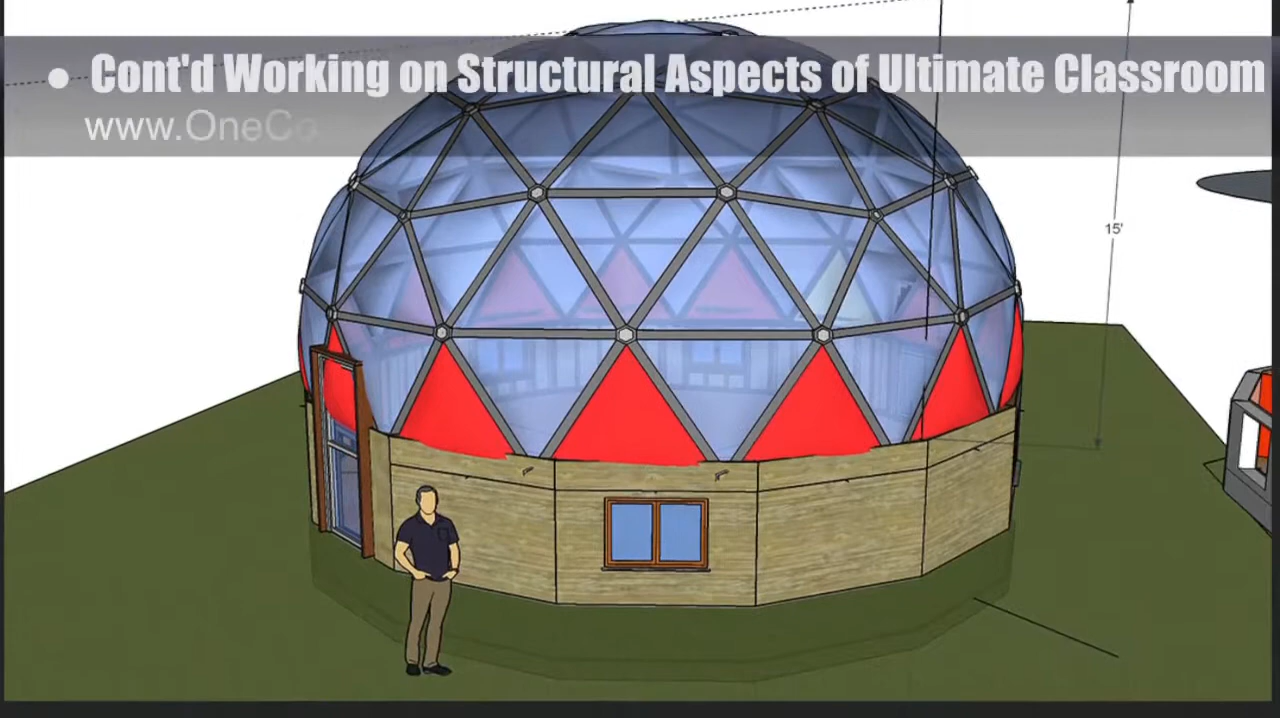 ● Cont'd Working on Structural Aspects of Ultimate Classroom
www.OneCo
15'